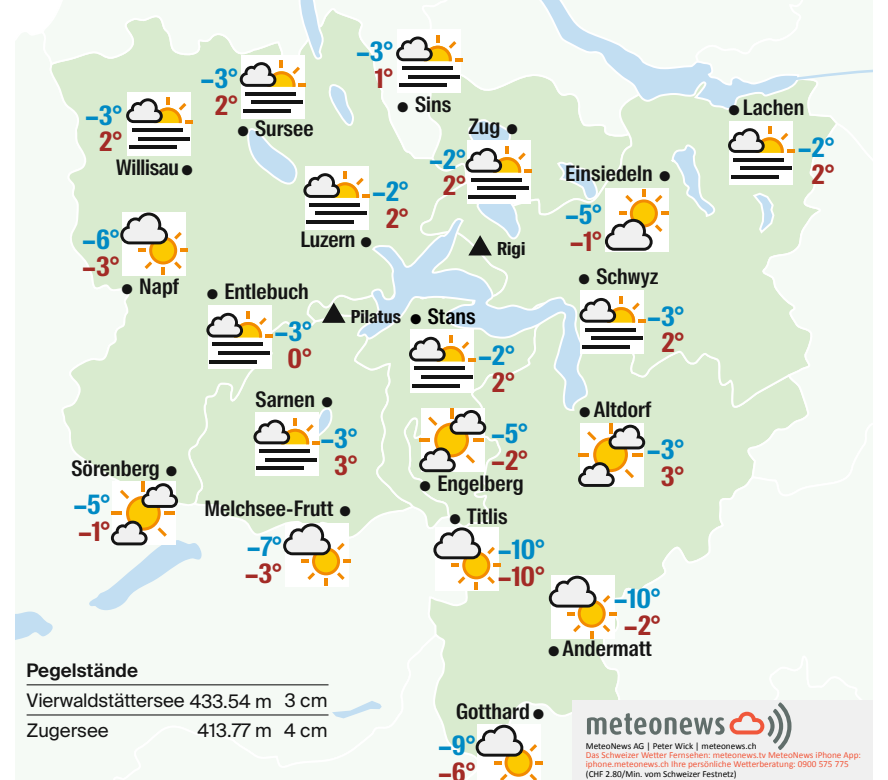 −3°
1°
Sins
−3°
2°
Sursee
−3°
2°
Willisau
Zug
−2°
2°
Lachen
−2°
2°
Einsiedeln
−5°
−1°
−2°
2°
Luzern
Rigi
−6°
−3°
Napf
Entlebuch
−3°
0°
Pilatus
Stans
−2°
2°
Schwyz
−3°
2°
Sarnen
−3°
3°
−5°
−2°
Engelberg
Altdorf
−3°
3°
Sörenberg
−5°
−1°
Melchsee-Frutt
−7°
−3°
Titlis
−10°
−10°
−10°
−2°
Andermatt
Gotthard
−9°
−6°
Pegelstände
Vierwaldstättersee 433.54 m 3 cm
Zugersee 413.77 m 4 cm
meteonews
MeteoNews AG | Peter Wick | meteonews.ch
Das Schweizer Wetter Fernsehen: meteonews.tv MeteoNews iPhone App:
iphone.meteonews.ch Ihre persönliche Wetterberatung: 0900 575 775
(CHF 2.80/Min. vom Schweizer Festnetz)